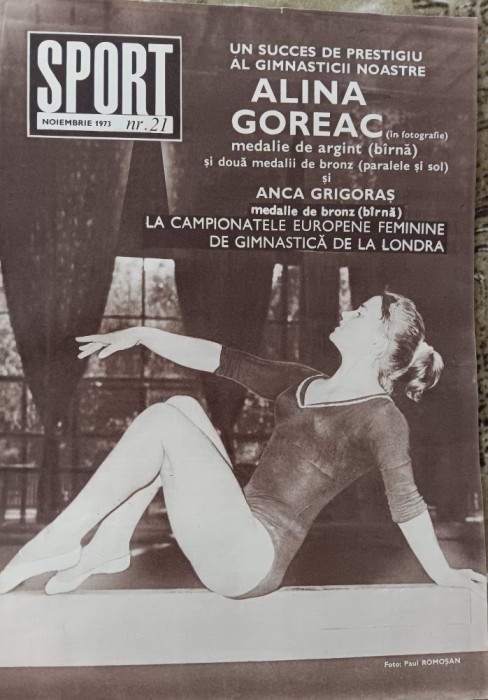 SPORT
NOIEMBRIE 1973 nr. 21
UN SUCCES DE PRESTIGIU
AL GIMNASTICII NOASTRE
ALINA
GOREAC (în fotografie)
medalie de argint (bîrnă)
și două medalii de bronz (paralele și sol)
și
ANCA GRIGORAȘ
medalie de bronz (bîrnă)
LA CAMPIONATELE EUROPENE FEMININE
DE GIMNASTICĂ DE LA LONDRA
Foto: Paul ROMOȘAN